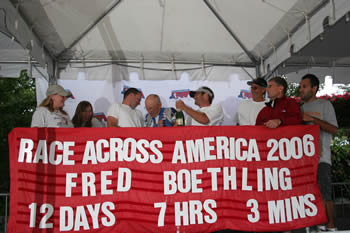 RACE ACROSS AMERICA 2006
FRED BOETHLING
12 DAYS 7 HRS 3 MINS